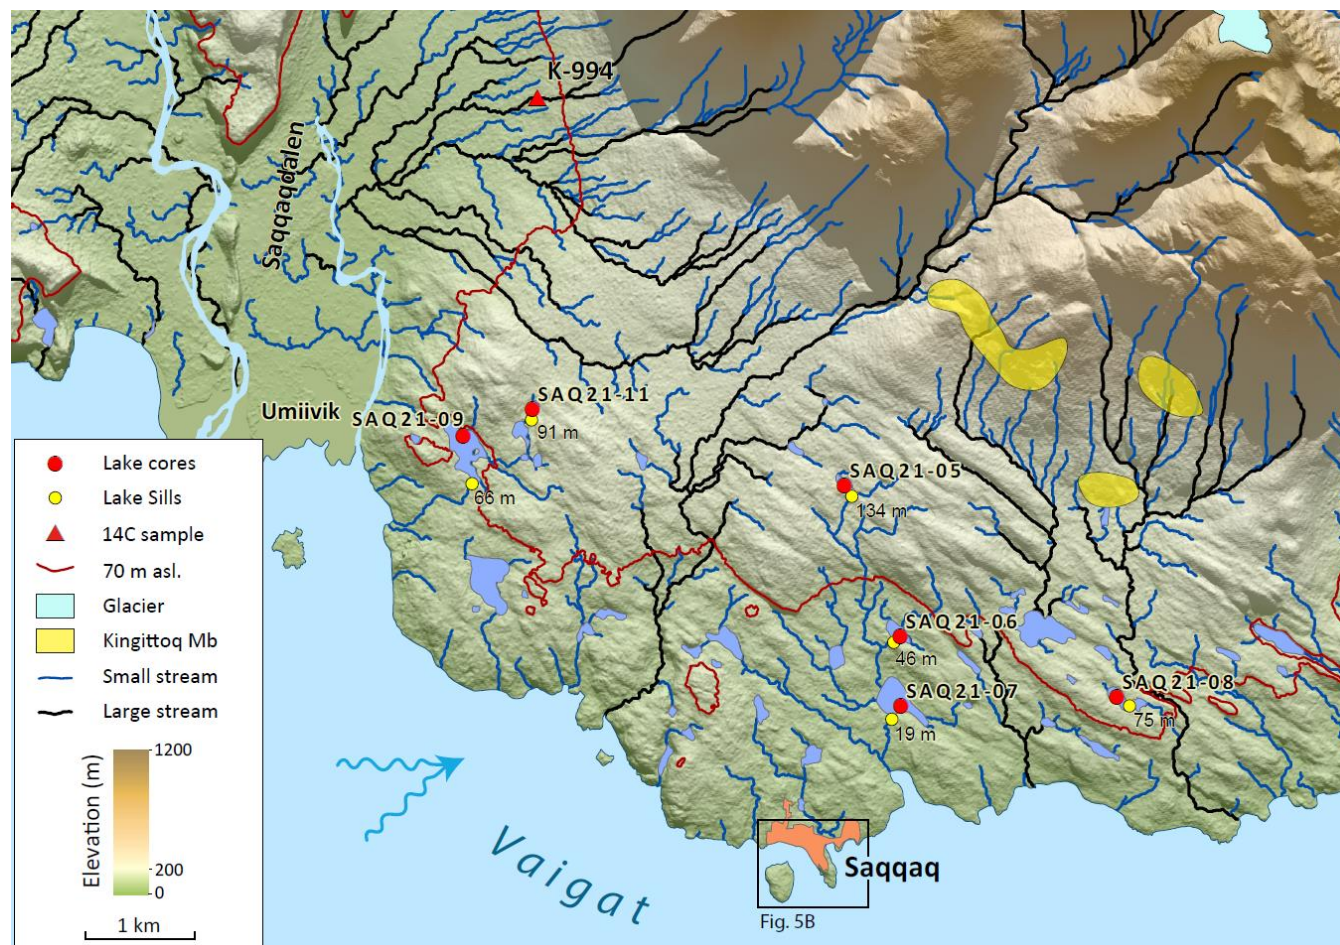 K-994
Saqqaqdalen
Umiivik
SAQ21-09
66 m
SAQ21-11
91 m
SAQ21-05
134 m
SAQ21-06
46 m
SAQ21-07
19 m
SAQ21-08
75 m
Lake cores
Lake Sills
14C sample
70 m asl.
Glacier
Kingittoq Mb
Small stream
Large stream
Elevation (m)
1200
200
0
1 km
Vaigat
Saqqaq
Fig. 5B